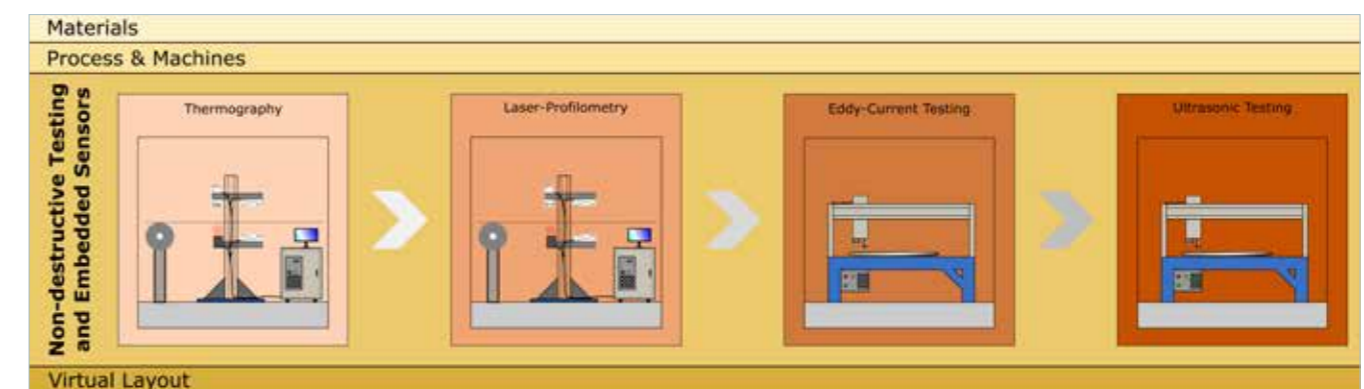 Materials
Process & Machines
Non-destructive Testing
and Embedded Sensors
Thermography
Laser-Profilometry
Eddy-Current Testing
Ultrasonic Testing
Virtual Layout